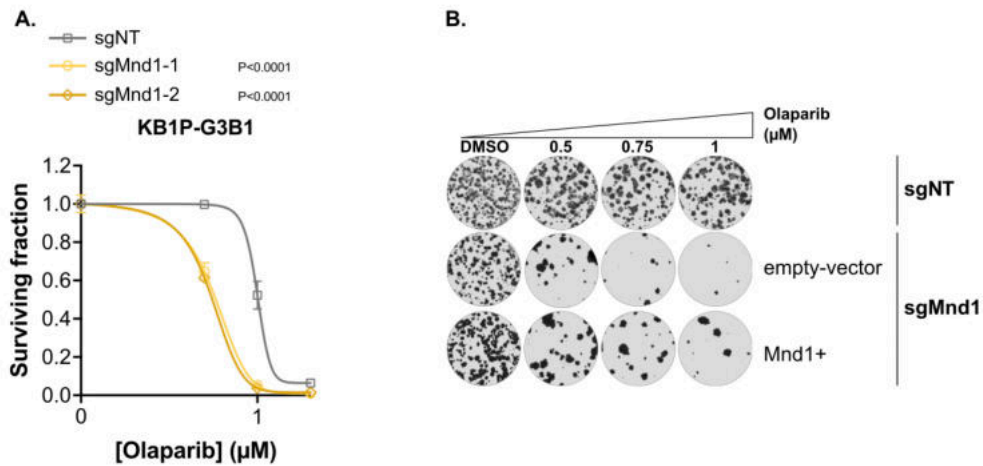 A.
sgNT
sgMnd1-1 P<0.0001
sgMnd1-2 P<0.0001
KB1P-G3B1
Surviving fraction
1.2
1.0
0.8
0.6
0.4
0.2
0.0
0 1
[Olaparib] (μM)
B.
Olaparib
(μM)
DMSO 0.5 0.75 1
sgNT
empty-vector
sgMnd1
Mnd1+